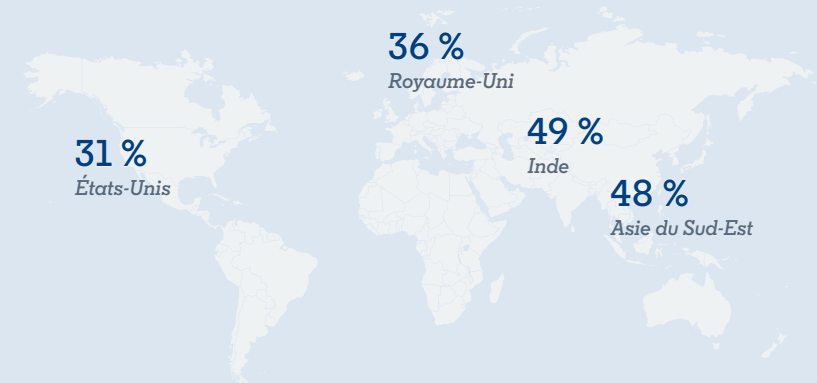 36 %
Royaume-Uni
49 %
Inde
31 %
États-Unis
48 %
Asie du Sud-Est